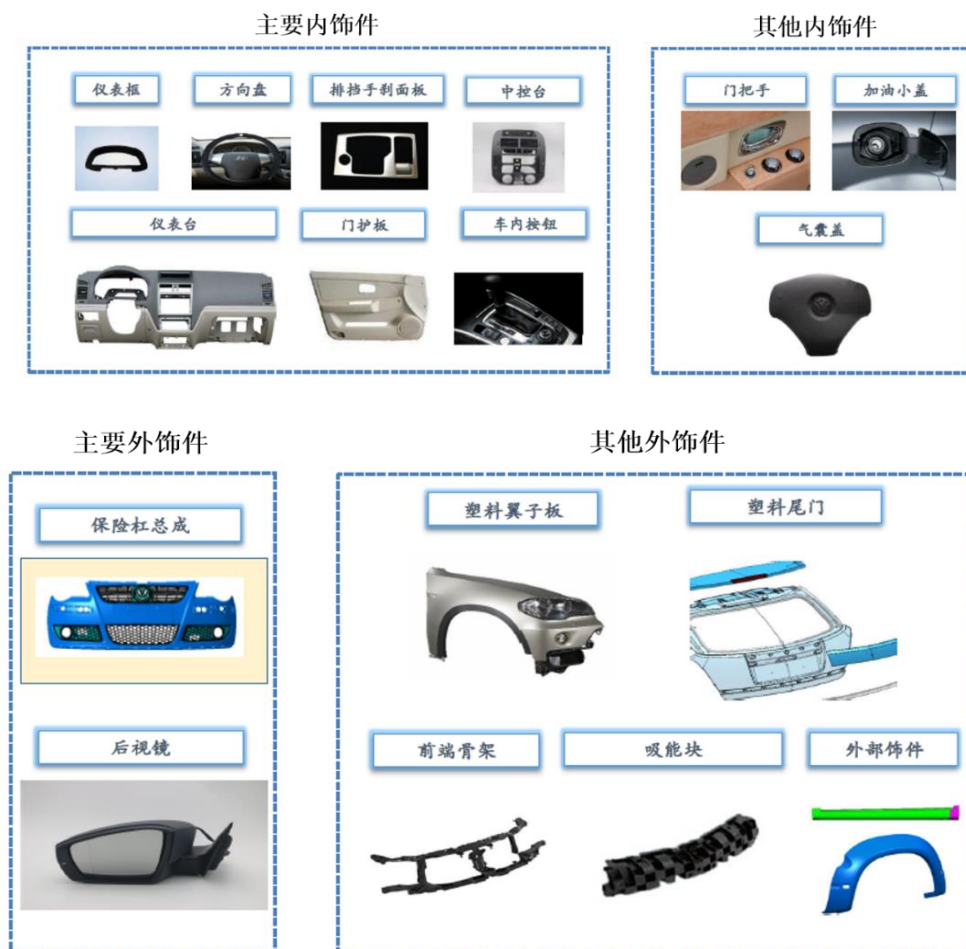 主要内饰件
其他内饰件
仪表框
方向盘
排挡手刹面板
中控台
仪表台
门护板
车内按钮
门把手
加油小盖
气囊盖
主要外饰件
其他外饰件
保险杠总成
后视镜
塑料翼子板
塑料尾门
前端骨架
吸能块
外部饰件